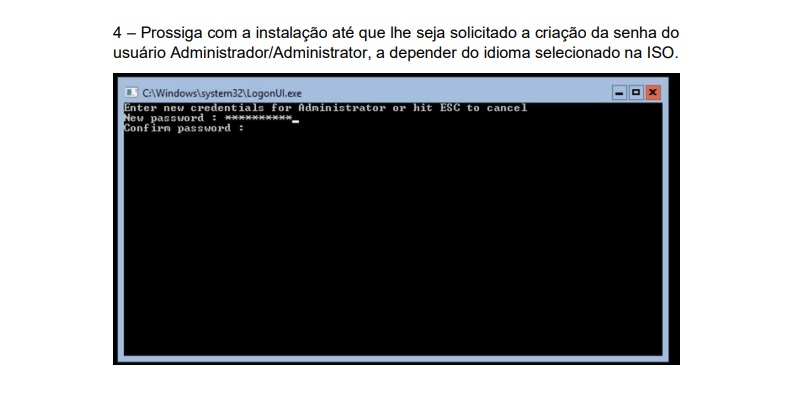 4 – Prossiga com a instalação até que lhe seja solicitado a criação da senha do
usuário Administrador/Administrator, a depender do idioma selecionado na ISO.
C:\Windows\system32\LogonUI.exe
Enter new credentials for Administrator or hit ESC to cancel
New password : **********_
Confirm password :